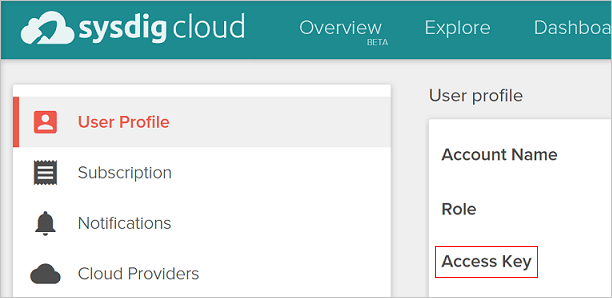 sysdig cloud
Overview
BETA
Explore
Dashboa
User Profile
Subscription
Notifications
Cloud Providers
User profile
Account Name
Role
Access Key